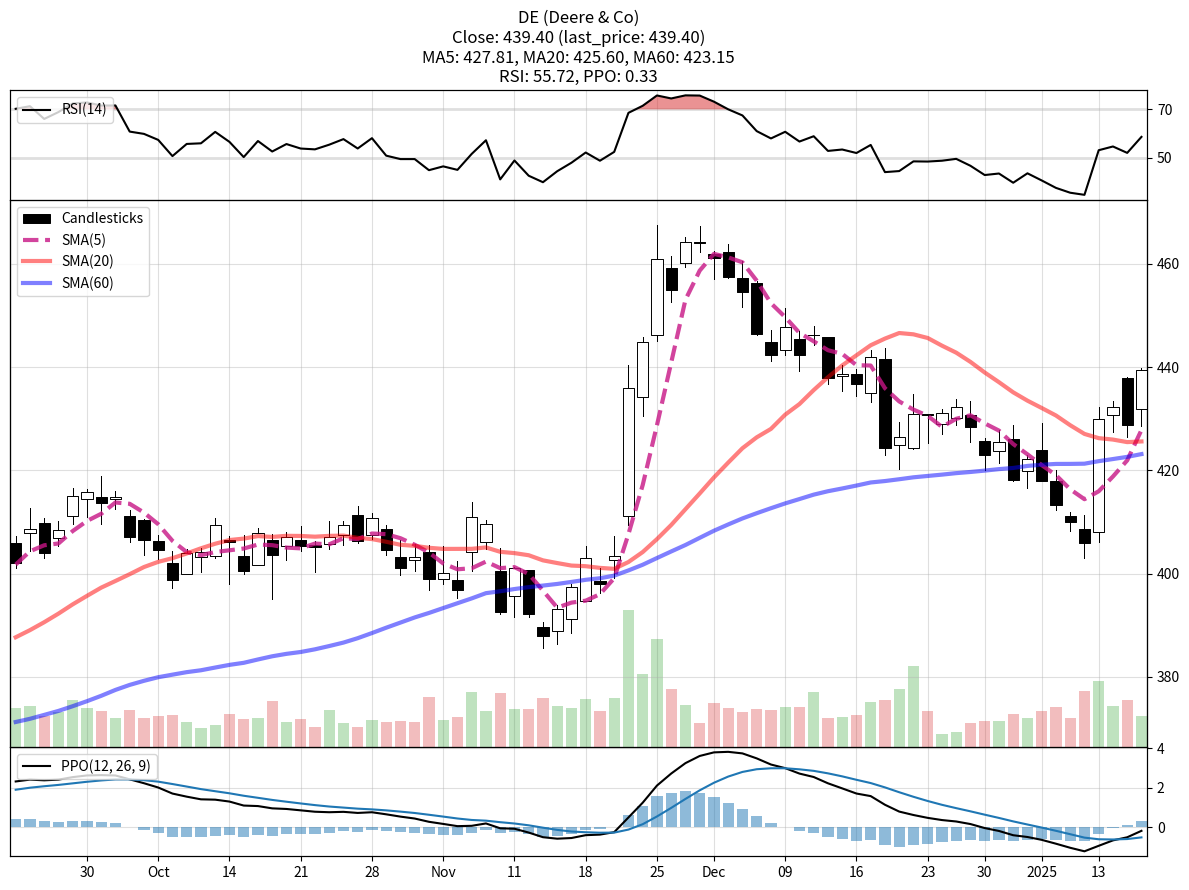 DE (Deere & Co)
Close: 439.40 (last_price: 439.40)
MA5: 427.81, MA20: 425.60, MA60: 423.15
RSI: 55.72, PPO: 0.33
RSI(14)
70
50
Candlesticks
SMA(5)
SMA(20)
SMA(60)
460
440
420
400
380
PPO(12, 26, 9)
4
2
0
30 Oct 14 21 28 Nov 11 18 25 Dec 09 16 23 30 2025 13